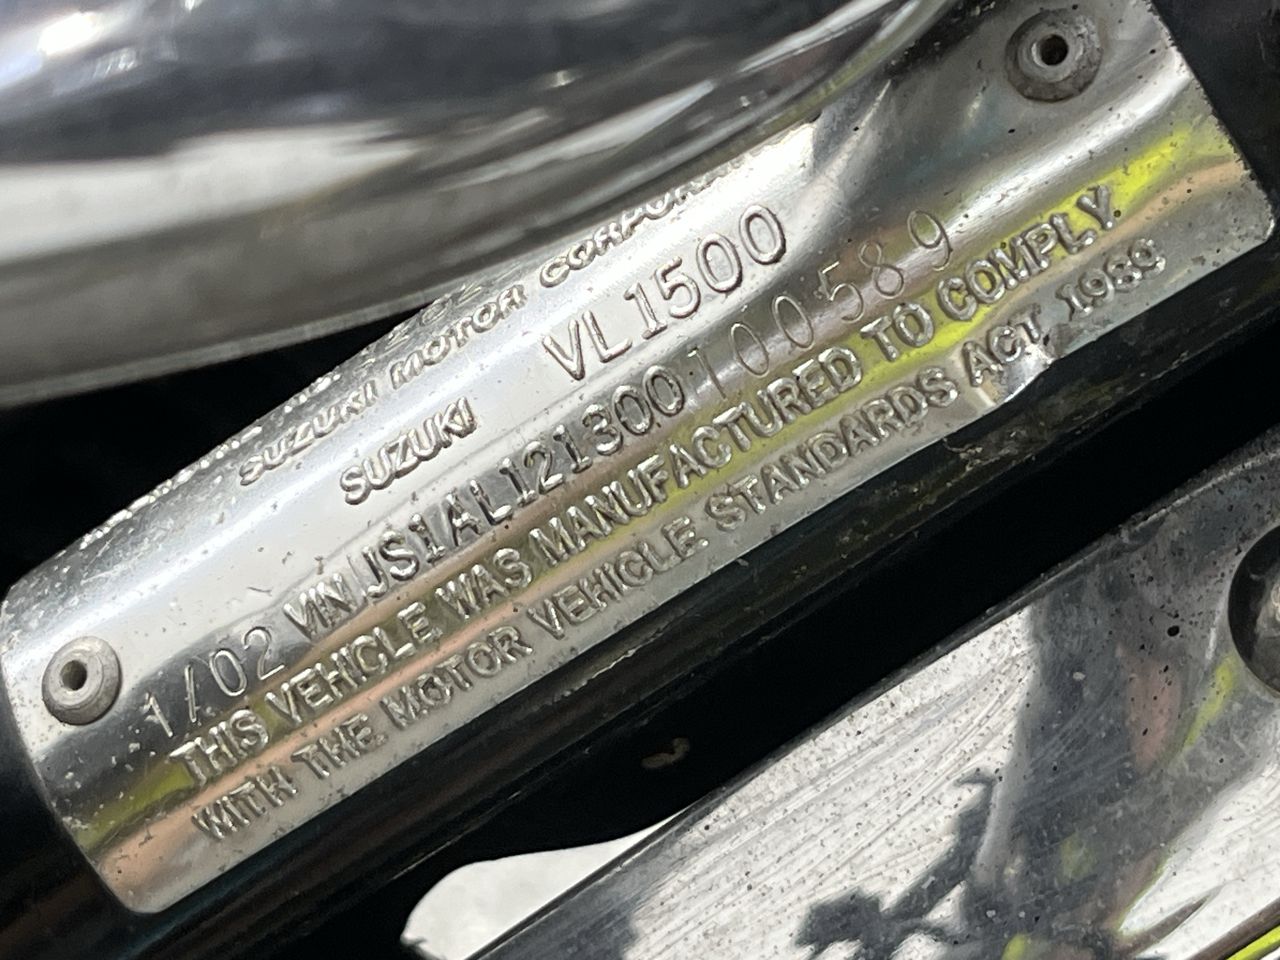 SUZUKI MOTOR CORPORA
SUZUKI VL1500
1/02 VIN JS1AL121300100589
THIS VEHICLE WAS MANUFACTURED TO COMPLY
WITH THE MOTOR VEHICLE STANDARDS ACT 1989